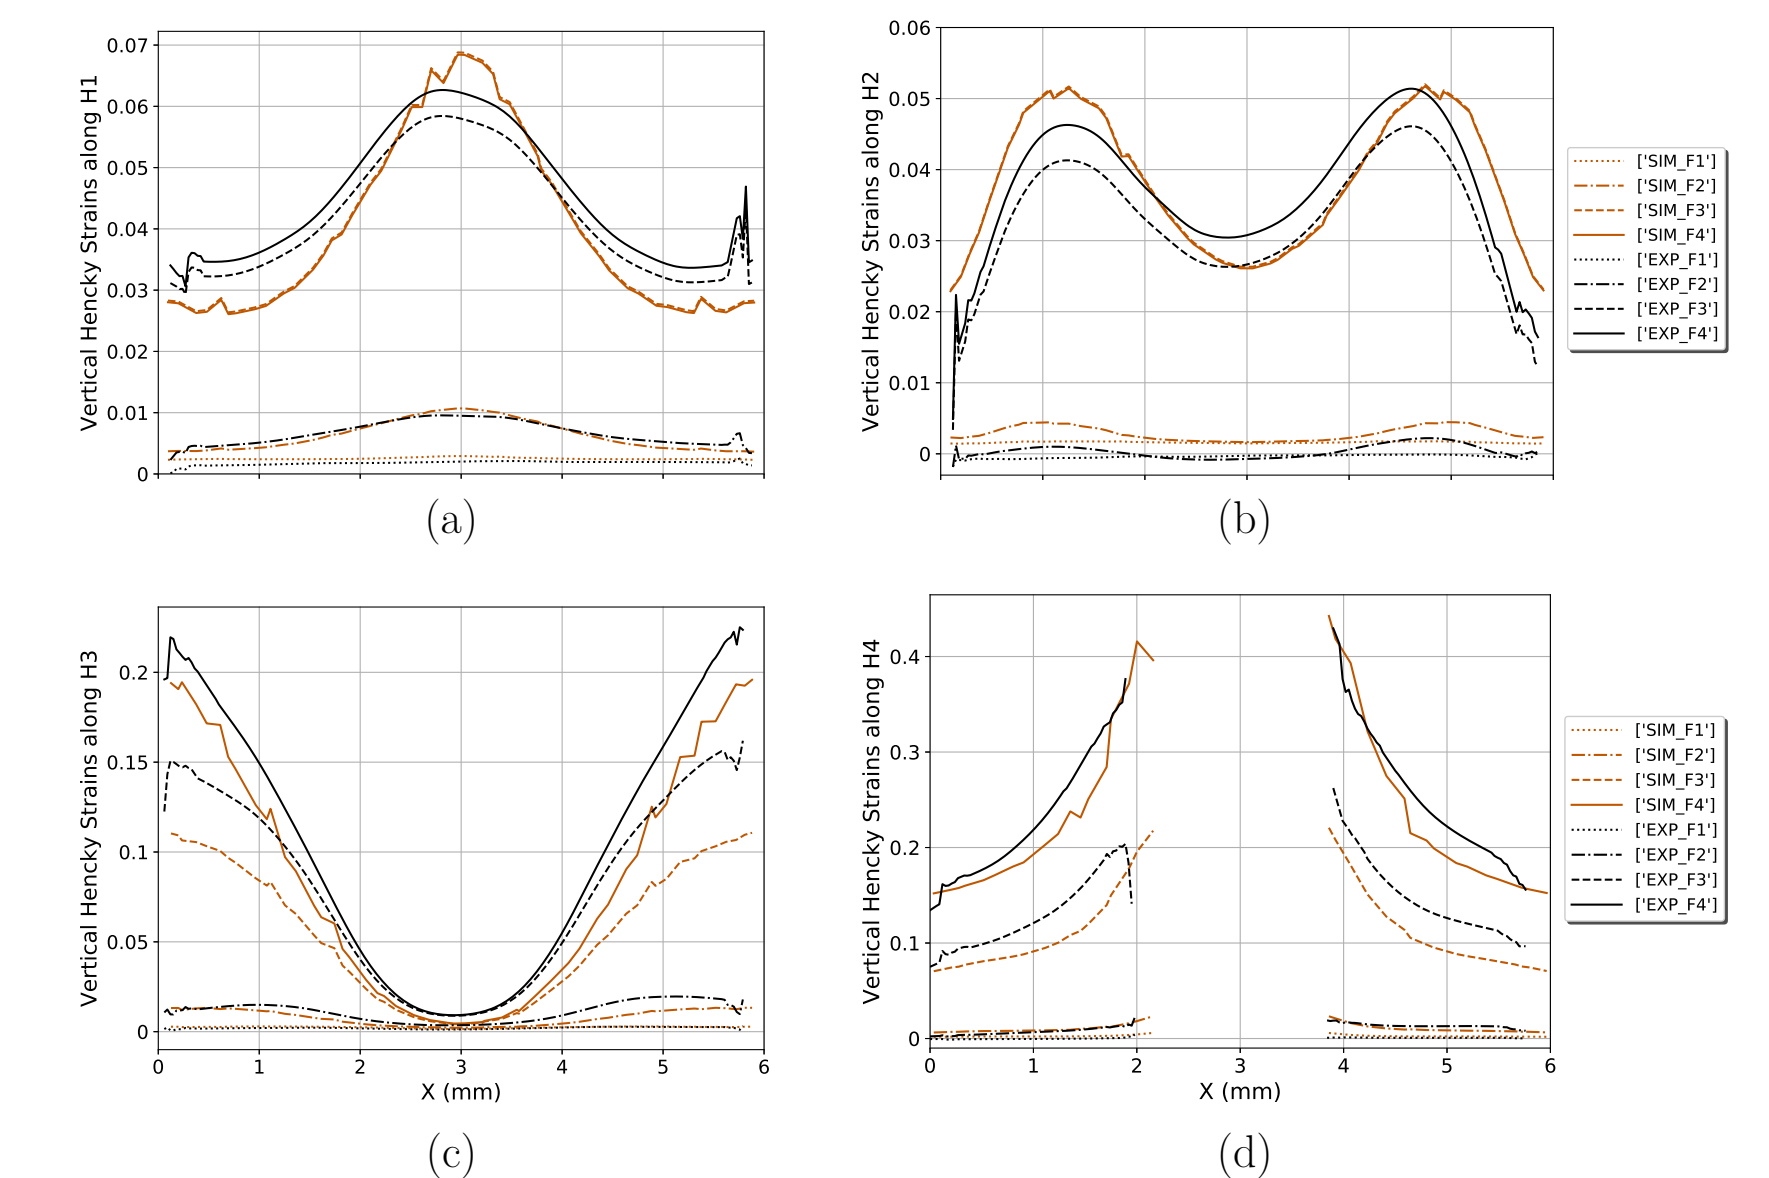 Vertical Hencky Strains along H1
0.07
0.06
0.05
0.04
0.03
0.02
0.01
0
(a)
Vertical Hencky Strains along H2
0.06
0.05
0.04
0.03
0.02
0.01
0
(b)
['SIM_F1']
['SIM_F2']
['SIM_F3']
['SIM_F4']
['EXP_F1']
['EXP_F2']
['EXP_F3']
['EXP_F4']
Vertical Hencky Strains along H3
0.2
0.15
0.1
0.05
0
0 1 2 3 4 5 6
X (mm)
(c)
Vertical Hencky Strains along H4
0.4
0.3
0.2
0.1
0
0 1 2 3 4 5 6
X (mm)
(d)
['SIM_F1']
['SIM_F2']
['SIM_F3']
['SIM_F4']
['EXP_F1']
['EXP_F2']
['EXP_F3']
['EXP_F4']